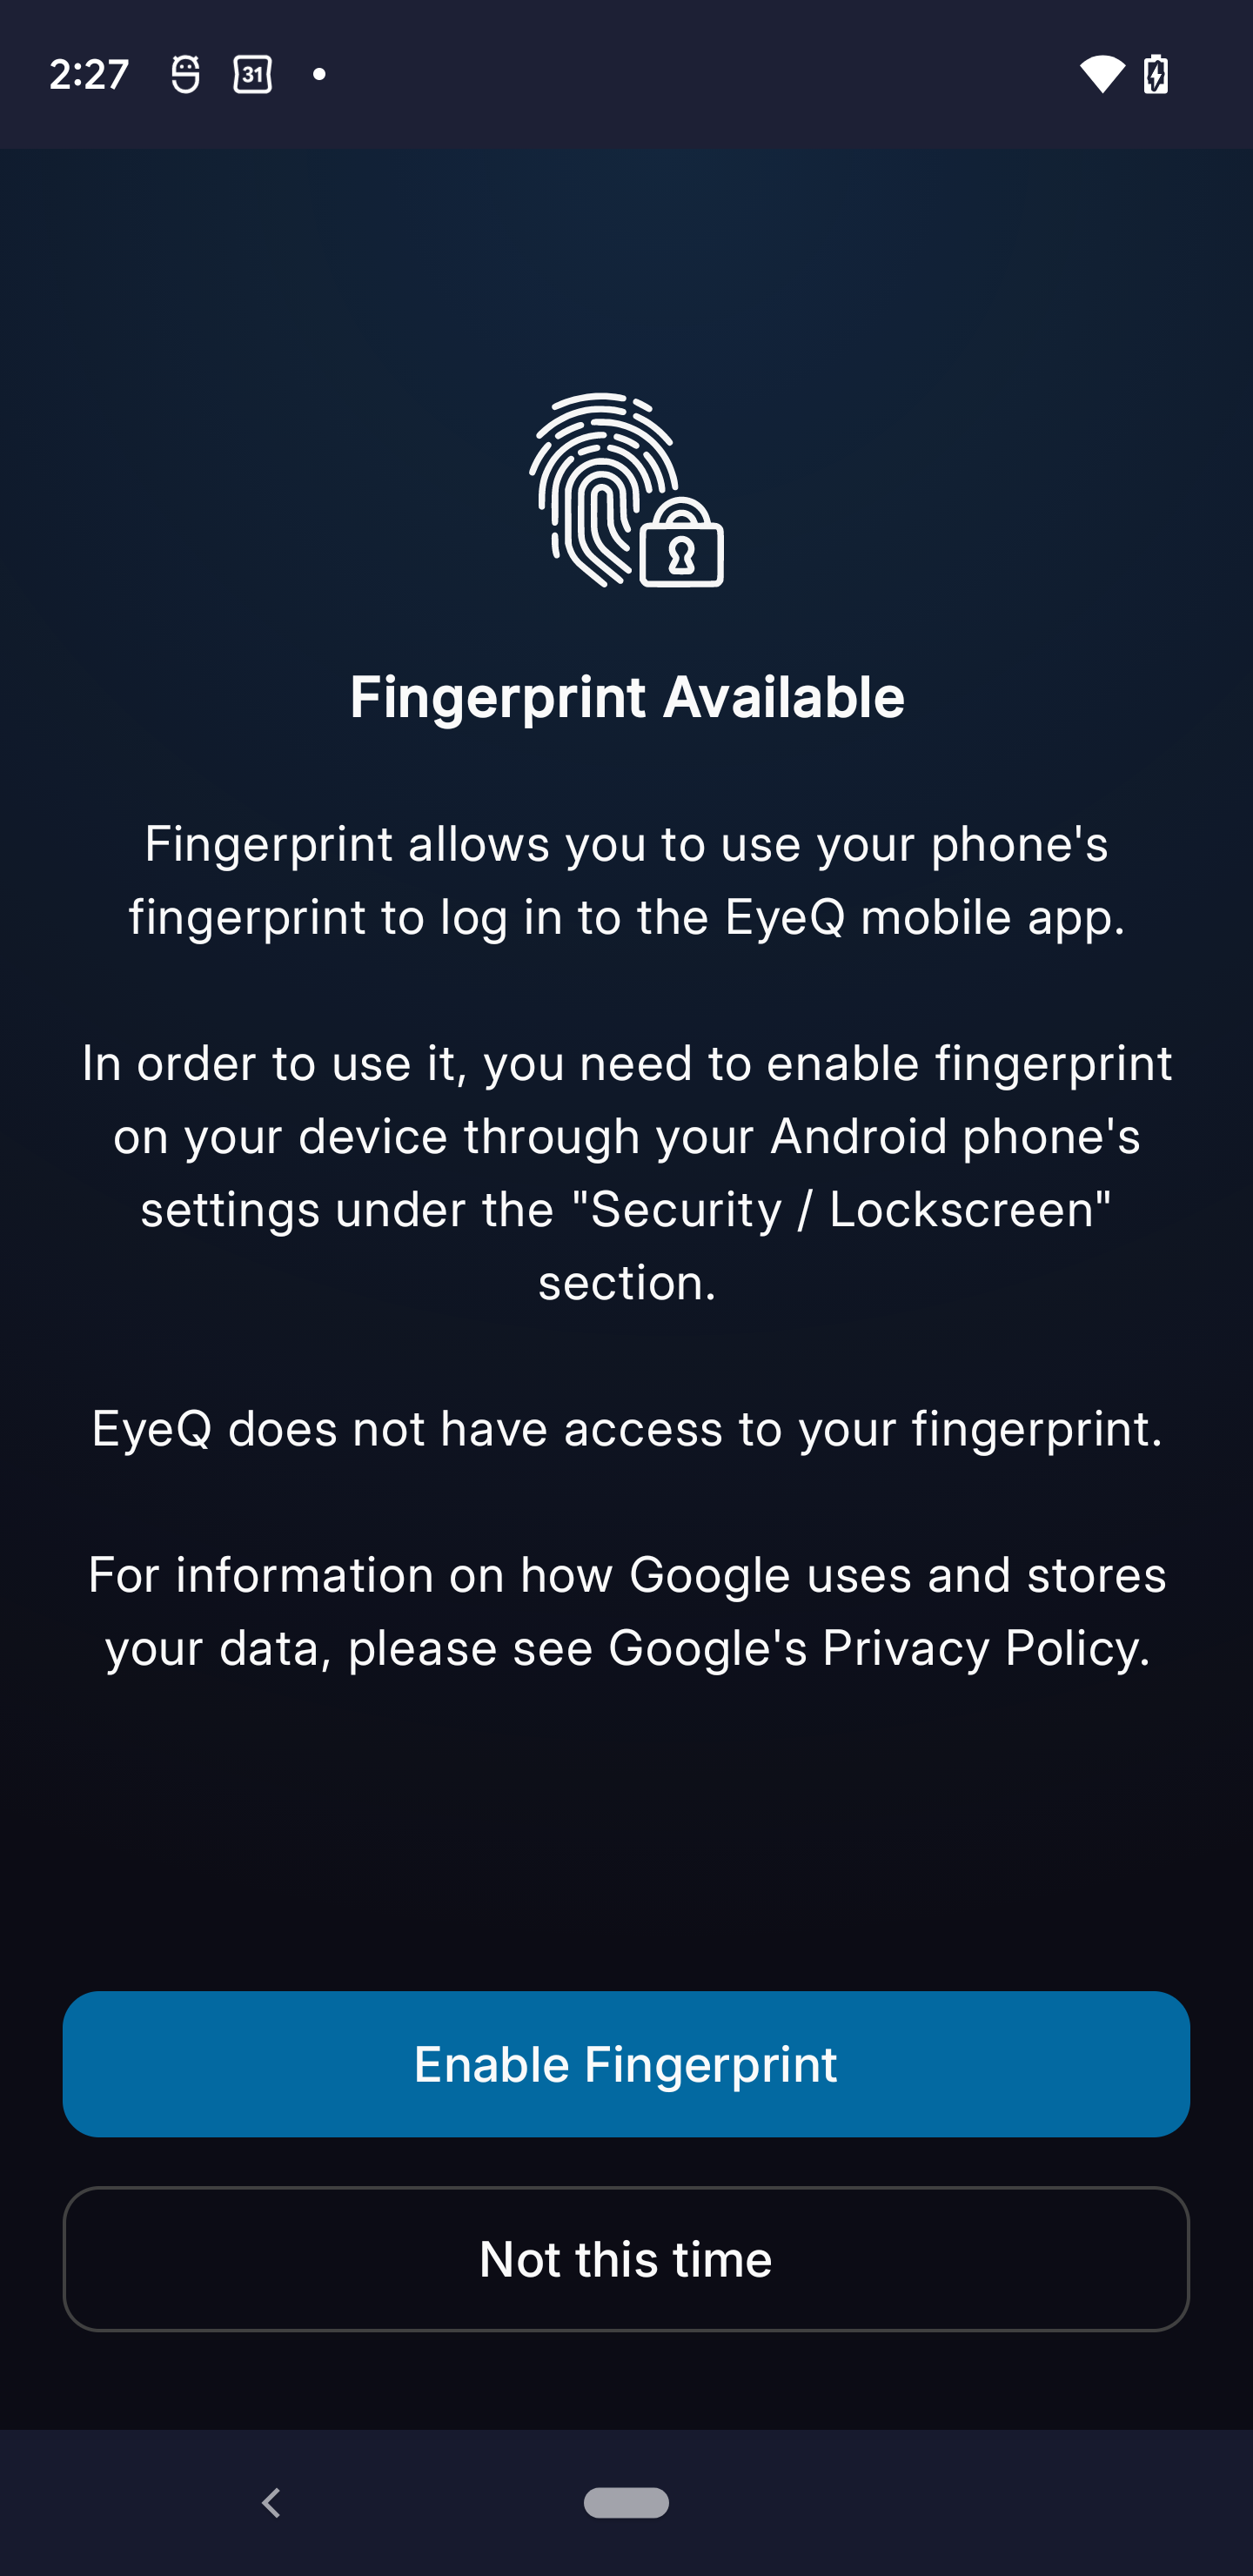 2:27
31
Fingerprint Available
Fingerprint allows you to use your phone's
fingerprint to log in to the EyeQ mobile app.
In order to use it, you need to enable fingerprint
on your device through your Android phone's
settings under the "Security / Lockscreen"
section.
EyeQ does not have access to your fingerprint.
For information on how Google uses and stores
your data, please see Google's Privacy Policy.
Enable Fingerprint
Not this time